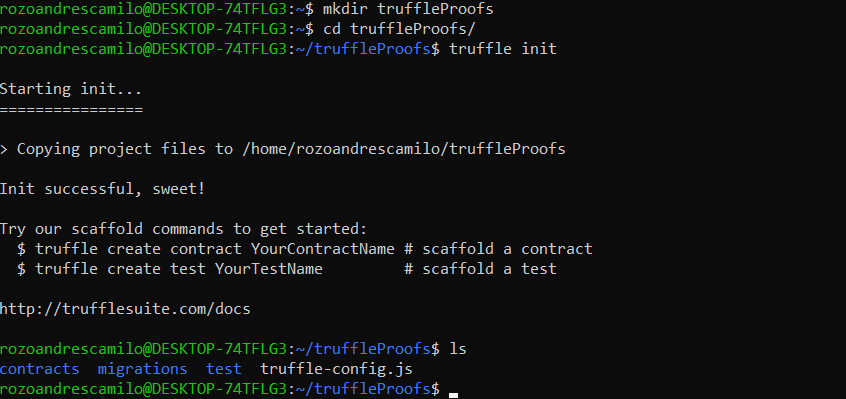 rozoandrescamilo@DESKTOP-74TFLG3:~$ mkdir truffleProofs
rozoandrescamilo@DESKTOP-74TFLG3:~$ cd truffleProofs/
rozoandrescamilo@DESKTOP-74TFLG3:~/truffleProofs$ truffle init
Starting init...
================
> Copying project files to /home/rozoandrescamilo/truffleProofs
Init successful, sweet!
Try our scaffold commands to get started:
  $ truffle create contract YourContractName # scaffold a contract
  $ truffle create test YourTestName         # scaffold a test
http://trufflesuite.com/docs
rozoandrescamilo@DESKTOP-74TFLG3:~/truffleProofs$ ls
contracts  migrations  test  truffle-config.js
rozoandrescamilo@DESKTOP-74TFLG3:~/truffleProofs$